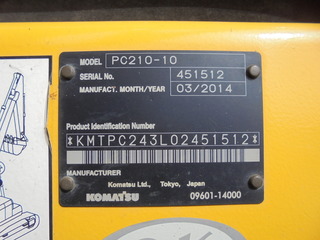 MODEL PC210-10
SERIAL No. 451512
MANUFACT. MONTH/YEAR 03/2014
Product Identification Number
*KMTPC243L02451512*
MANUFACTURER
Komatsu Ltd., Tokyo, Japan
KOMATSU 09601-14000